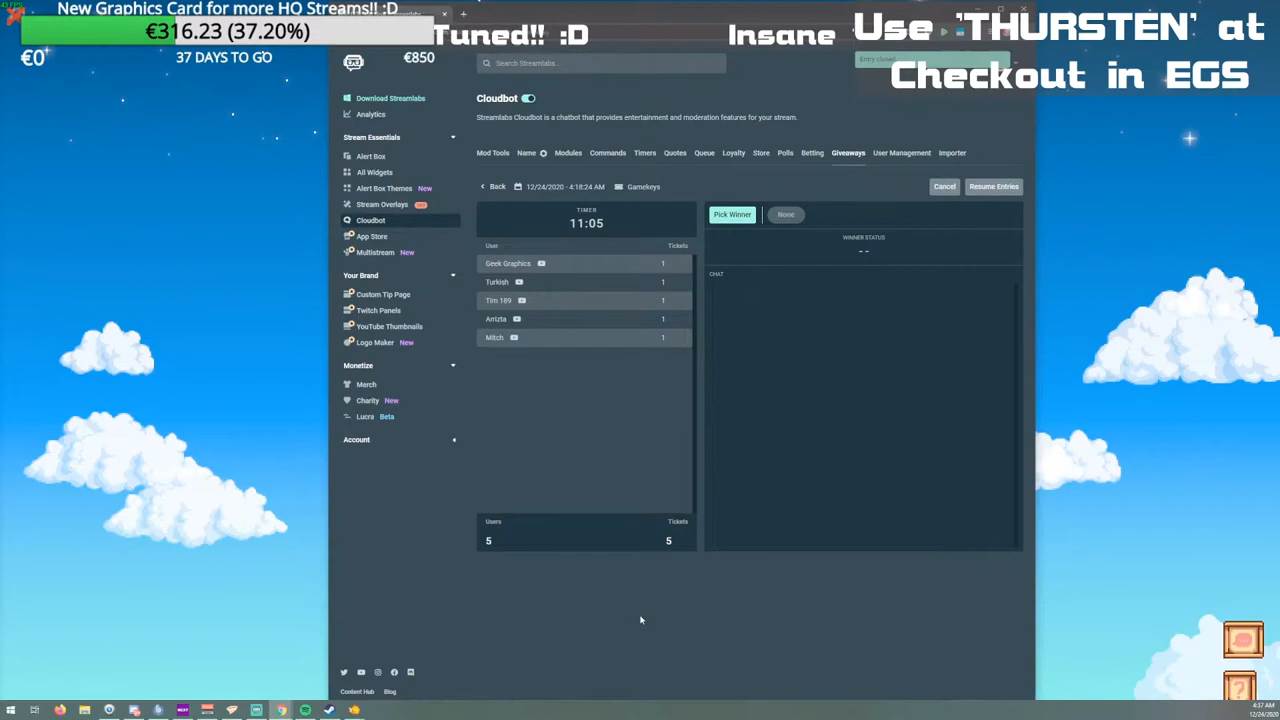 43 FPS
New Graphics Card for more HQ Streams!! :D
€316.23 (37.20%)
€0
37 DAYS TO GO
€850
Tuned!! :D
Insane
Use 'THURSTEN' at
Checkout in EGS
Search Streamlabs...
Entry closed
Download Streamlabs
Analytics
Stream Essentials
Alert Box
All Widgets
Alert Box Themes New
Stream Overlays
Cloudbot
App Store
Multistream New
Your Brand
Custom Tip Page
Twitch Panels
YouTube Thumbnails
Logo Maker New
Monetize
Merch
Charity New
Lucra Beta
Account
Content Hub Blog
Cloudbot
Streamlabs Cloudbot is a chatbot that provides entertainment and moderation features for your stream.
Mod Tools Name Modules Commands Timers Quotes Queue Loyalty Store Polls Betting Giveaways User Management Importer
Back 12/24/2020 - 4:18:24 AM Gamekeys
Cancel Resume Entries
TIMER
11:05
User Tickets
Geek Graphics 1
Turkish 1
Tim 189 1
Arrizta 1
Mitch 1
Users Tickets
5 5
Pick Winner None
WINNER STATUS
--
CHAT
NEXT
4:37 AM
12/24/2020